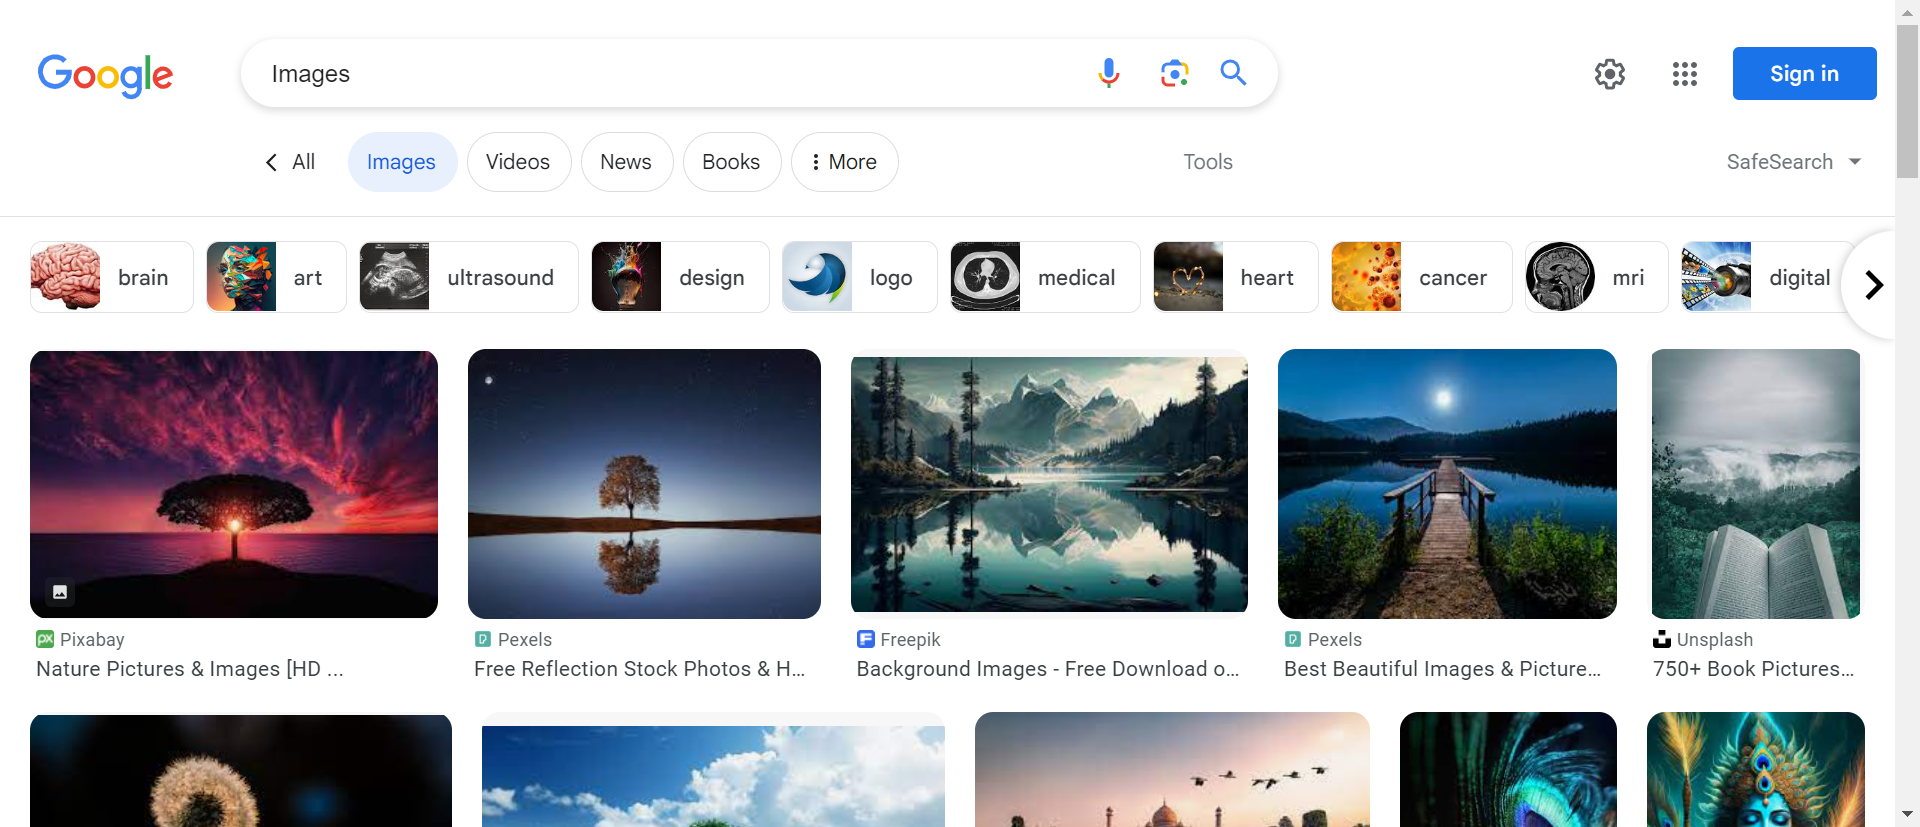 Google
Images
Sign in
All
Images
Videos
News
Books
More
Tools
SafeSearch
brain
art
ultrasound
design
logo
medical
heart
cancer
mri
digital
Pixabay
Nature Pictures & Images [HD ...
Pexels
Free Reflection Stock Photos & H...
Freepik
Background Images - Free Download o...
Pexels
Best Beautiful Images & Picture...
Unsplash
750+ Book Pictures...